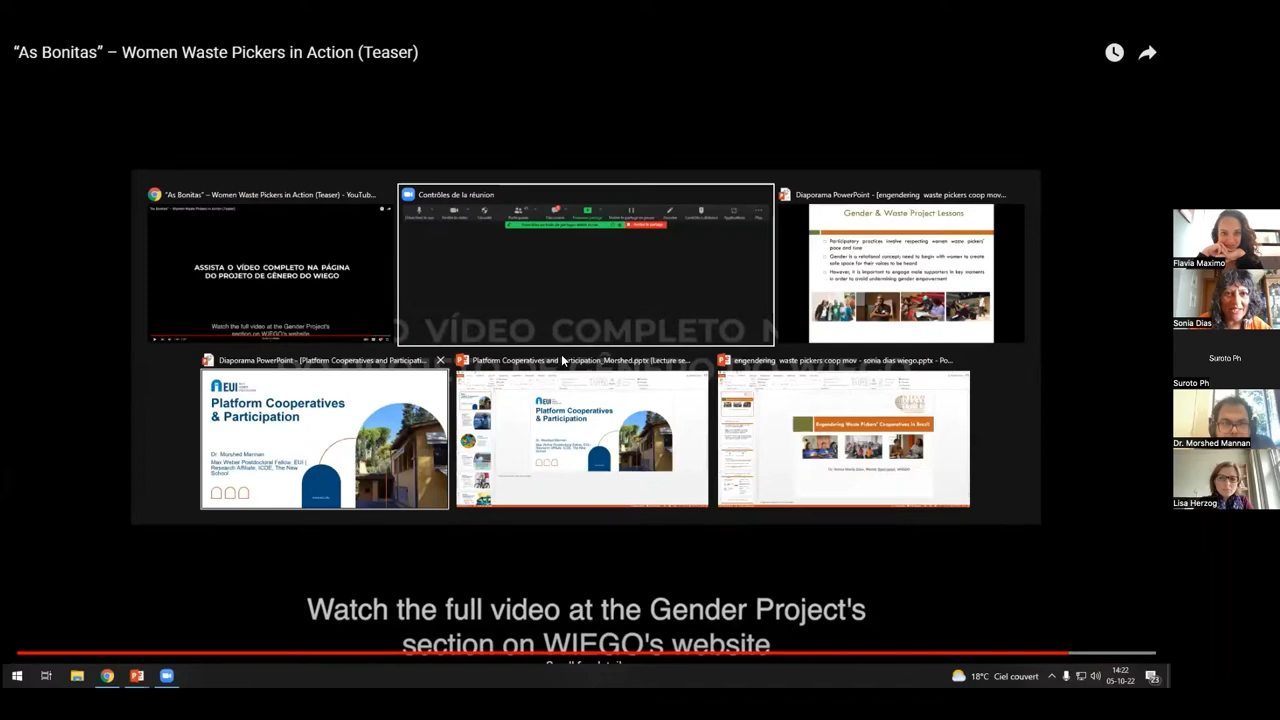 “As Bonitas” – Women Waste Pickers in Action (Teaser)
"As Bonitas" – Women Waste Pickers in Action (Teaser) - YouTub...
ASSISTA O VÍDEO COMPLETO NA PÁGINA
DO PROJETO DE GÊNERO DO WIEGO
Watch the full video at the Gender Project's
section on WIEGO's website
Contrôles de la réunion
O VÍDEO COMPLETO N
Diaporama PowerPoint - [engendering waste pickers coop mov...
Gender & Waste Project Lessons
Participatory practices involve respecting women waste pickers'
pace and tune
Gender is a relational concept; need to begin with women to create
safe space for their voices to be heard
However, it is important to engage male supporters in key moments
in order to avoid undermining gender empowerment
Diaporama PowerPoint - [Platform Cooperatives and Participati...
EUI
Platform Cooperatives
& Participation
Dr. Morshed Mannan
Max Weber Postdoctoral Fellow, EUI |
Research Affiliate, ICDE, The New
School
Platform Cooperatives and Participation_Morshed.pptx [Lecture se...
EUI
Platform Cooperatives
& Participation
Dr. Morshed Mannan
engendering waste pickers coop mov - sonia dias wiego.pptx - Po...
Engendering Waste Pickers' Cooperatives in Brazil
Watch the full video at the Gender Project's
section on WIEGO's website
Flavia Maximo
Sonia Dias
Suroto Ph
Suroto Ph
Dr. Morshed Mannan
Lisa Herzog
18°C Ciel couvert
14:22
05-10-22
23